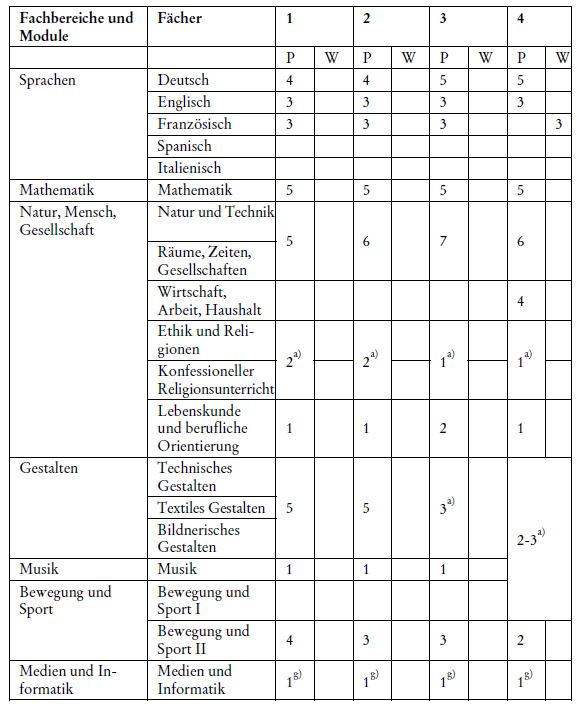 Fachbereiche und Fächer 1 2 3 4
Module
P W P W P W P W
Sprachen Deutsch 4 4 5 5
Englisch 3 3 3 3
Französisch 3 3 3 3
Spanisch
Italienisch
Mathematik Mathematik 5 5 5 5
Natur, Mensch, Natur und Technik
Gesellschaft
5 6 7 6
Räume, Zeiten,
Gesellschaften
Wirtschaft,
Arbeit, Haushalt 4
Ethik und Reli-
gionen
2a) 2a) 1a) 1a)
Konfessioneller
Religionsunterricht
Lebenskunde
und berufliche 1 1 2 1
Orientierung
Gestalten Technisches
Gestalten
Textiles Gestalten 5 5 3a)
Bildnerisches
Gestalten 2-3a)
Musik Musik 1 1 1
Bewegung und Bewegung und
Sport Sport I
Bewegung und
Sport II 4 3 3 2
Medien und In- Medien und
formatik Informatik 1g) 1g) 1g) 1g)